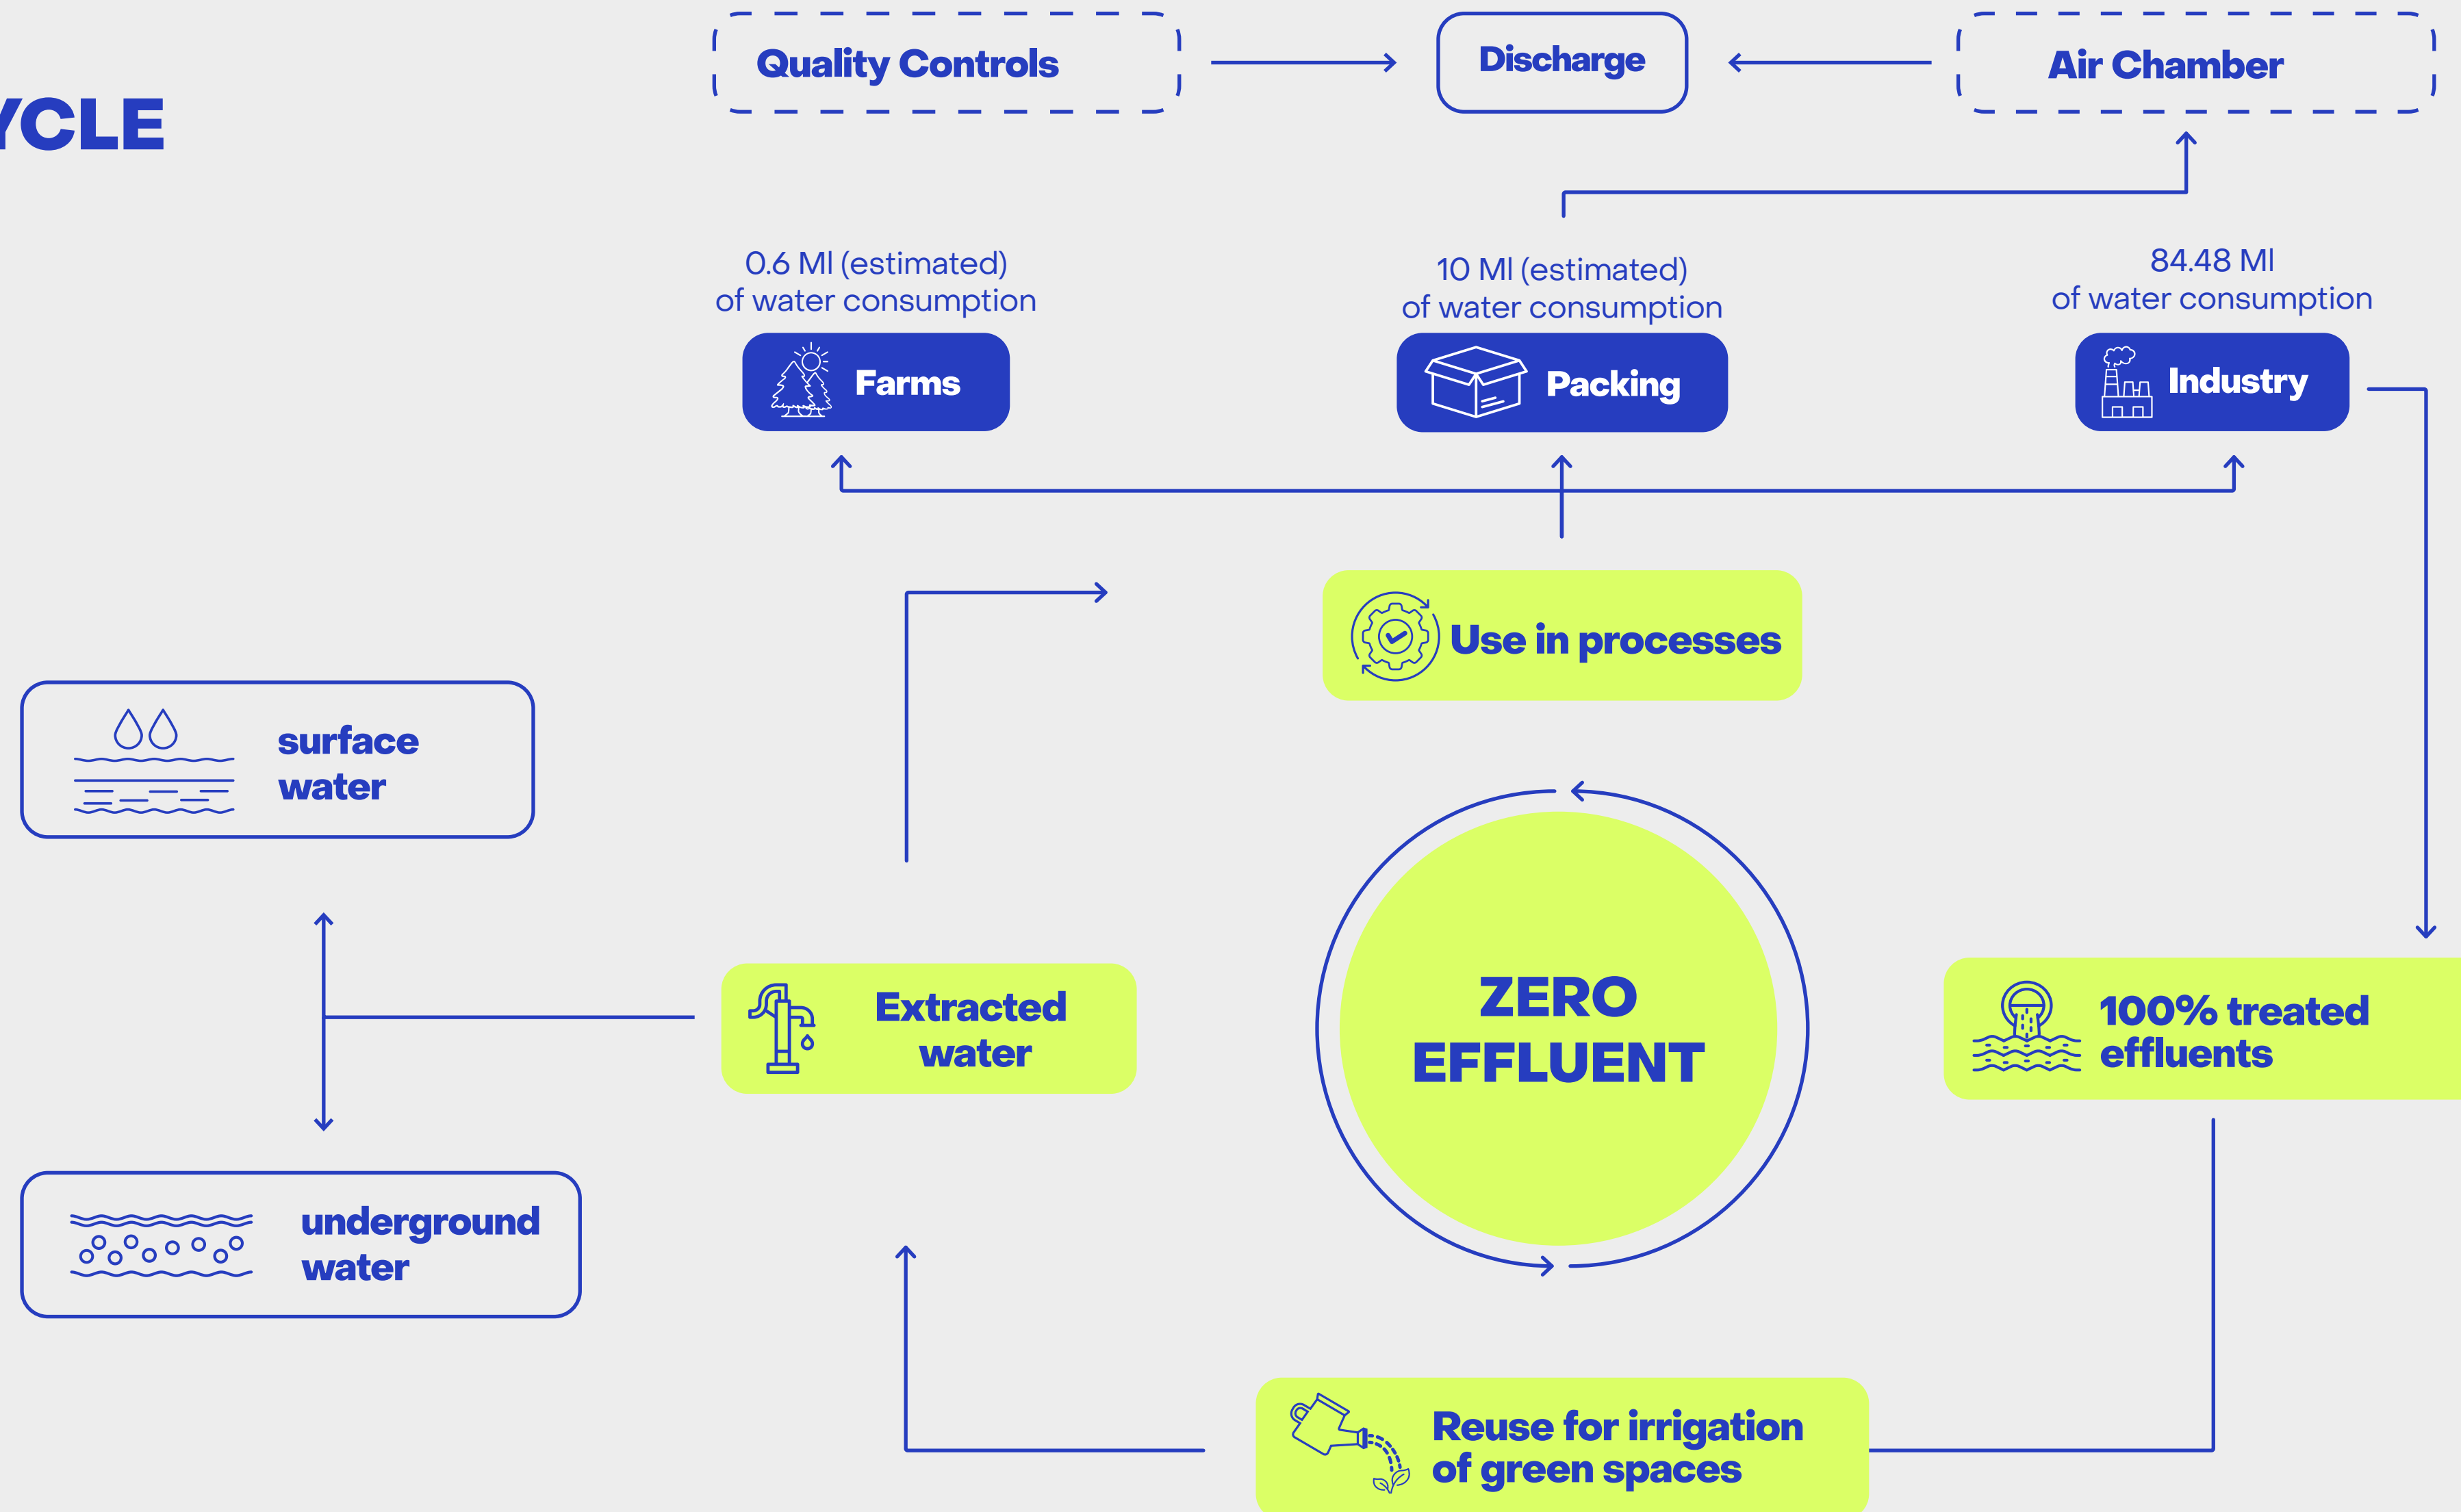 YCLE
Quality Controls
Discharge
Air Chamber
0.6 Ml (estimated)
of water consumption
10 Ml (estimated)
of water consumption
84.48 Ml
of water consumption
Farms
Packing
Industry
Use in processes
surface
water
Extracted
water
ZERO
EFFLUENT
100% treated
effluents
underground
water
Reuse for irrigation
of green spaces